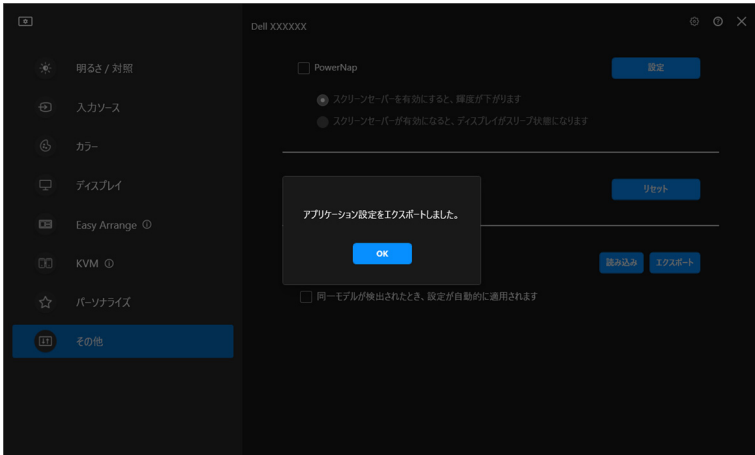 Dell XXXXXX
明るさ / 対照
入力ソース
カラー
ディスプレイ
Easy Arrange
KVM
パーソナライズ
その他
PowerNap
設定
スクリーンセーバーを有効にすると、輝度が下がります
スクリーンセーバーが有効になると、ディスプレイがスリープ状態になります
リセット
アプリケーション設定をエクスポートしました。
OK
読み込み
エクスポート
同一モデルが検出されたとき、設定が自動的に適用されます